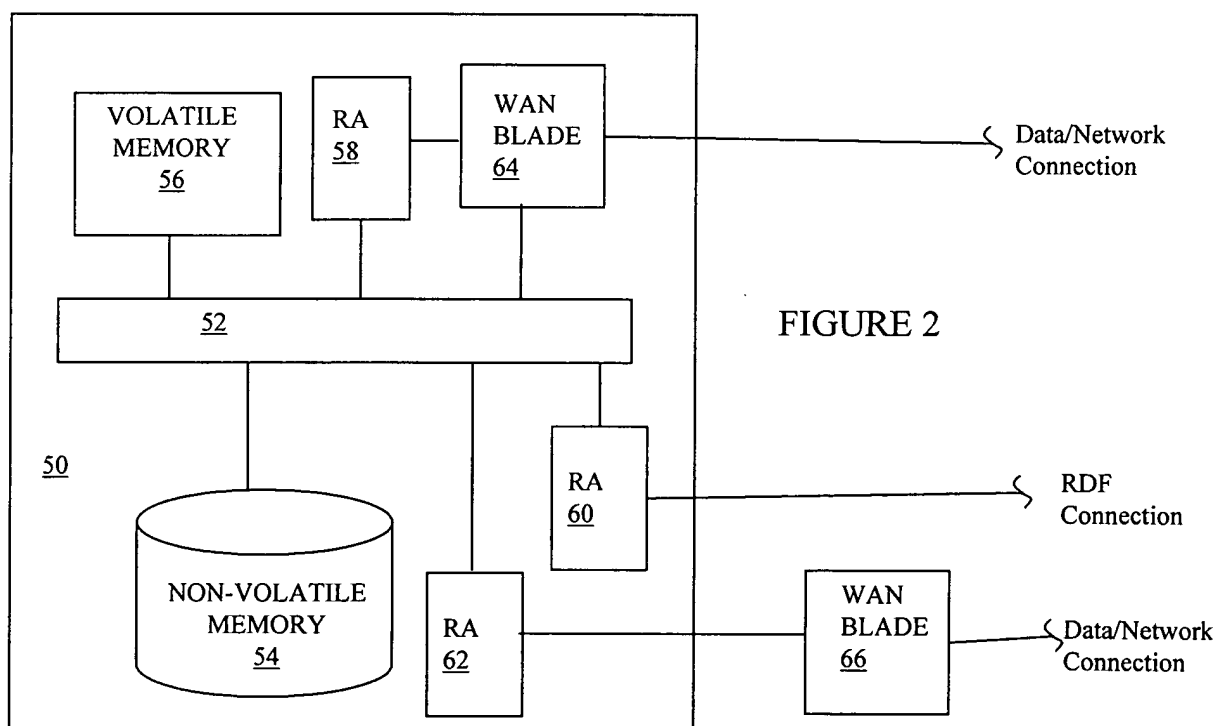 VOLATILE
MEMORY
56
RA
58
WAN
BLADE
64
Data/Network
Connection
52
FIGURE 2
50
RA
60
RDF
Connection
NON-VOLATILE
MEMORY
54
RA
62
WAN
BLADE
66
Data/Network
Connection